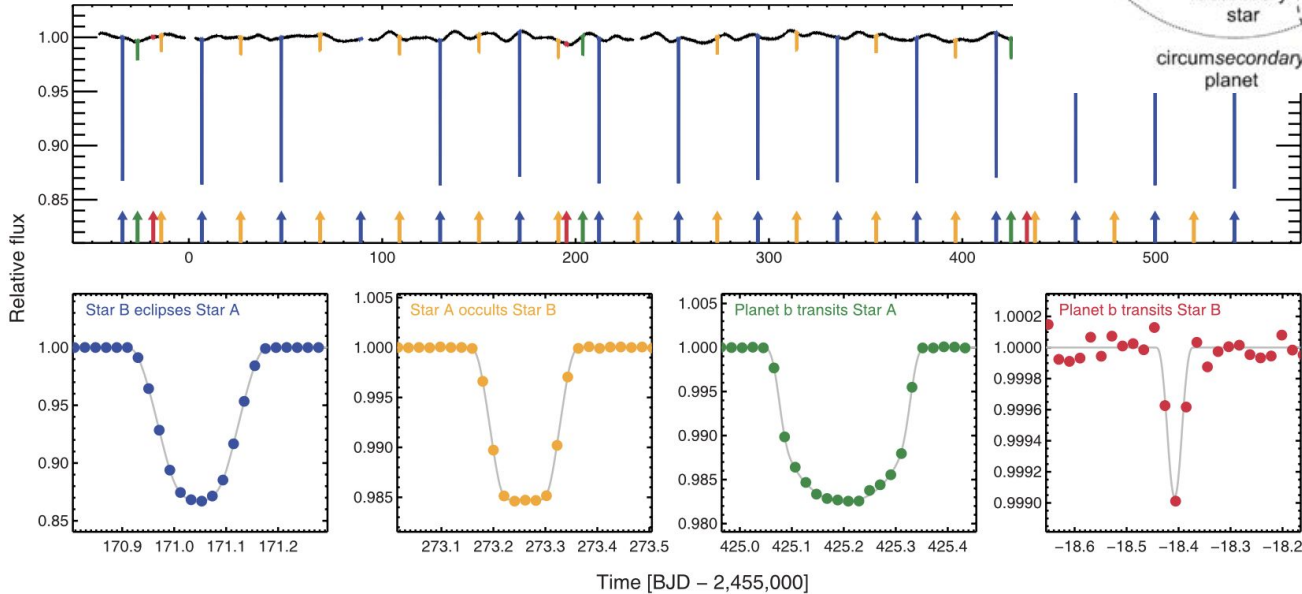 star
circumsecondary
planet
Relative flux
1.00
0.95
0.90
0.85
0 100 200 300 400 500
Star B eclipses Star A
1.00
0.95
0.90
0.85
170.9 171.0 171.1 171.2
Star A occults Star B
1.005
1.000
0.995
0.990
0.985
273.1 273.2 273.3 273.4 273.5
Planet b transits Star A
1.005
1.000
0.995
0.990
0.985
0.980
425.0 425.1 425.2 425.3 425.4
Planet b transits Star B
1.0002
1.0000
0.9998
0.9996
0.9994
0.9992
0.9990
−18.6 −18.5 −18.4 −18.3 −18.2
Time [BJD − 2,455,000]